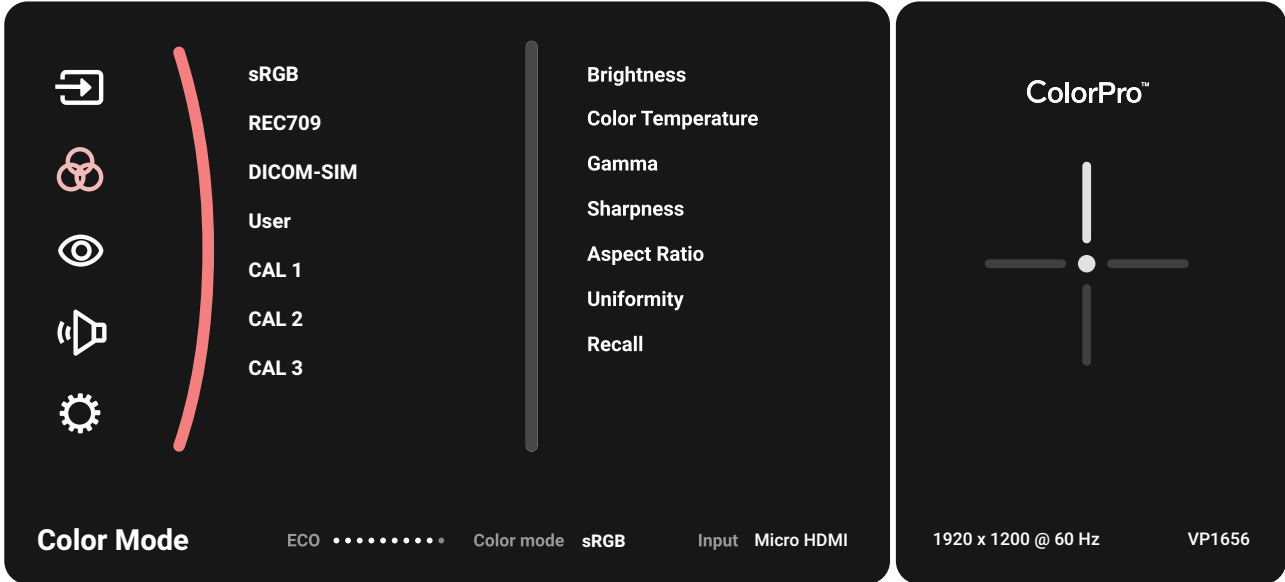 sRGB
REC709
DICOM-SIM
User
CAL 1
CAL 2
CAL 3
Brightness
Color Temperature
Gamma
Sharpness
Aspect Ratio
Uniformity
Recall
ColorPro™
Color Mode
ECO
Color mode sRGB
Input Micro HDMI
1920 x 1200 @ 60 Hz
VP1656